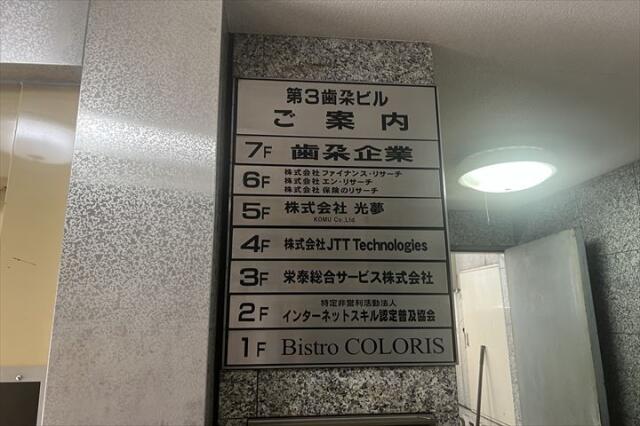 第3歯朶ビル
ご案内
7F 歯朶企業
6F 株式会社 ファイナンス・リサーチ
株式会社 エン・リサーチ
株式会社 保険のリサーチ
5F 株式会社 光夢
KOMU Co.,Ltd.
4F 株式会社 JTT Technologies
3F 栄泰総合サービス株式会社
2F 特定非営利活動法人
インターネットスキル認定普及協会
1F Bistro COLORIS